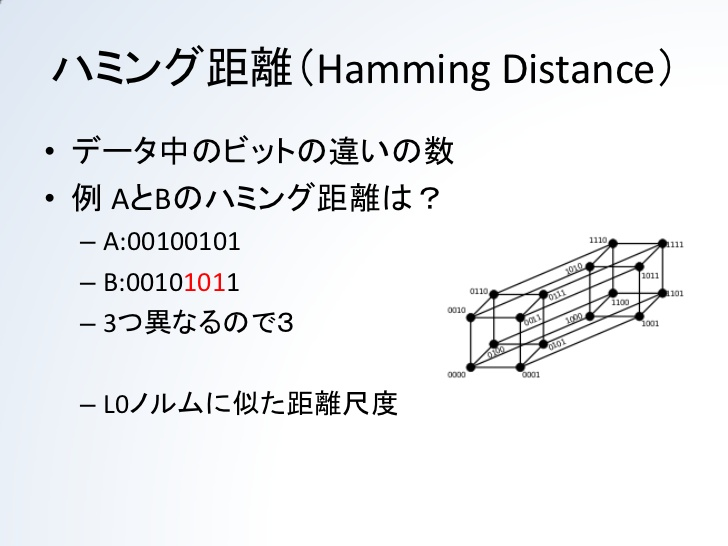 ハミング距離（Hamming Distance）
• データ中のビットの違いの数
• 例 AとBのハミング距離は？
– A:00100101
– B:00101011
– 3つ異なるので３
– L0ノルムに似た距離尺度
1110
1111
1010
1011
0110
0111
1100
1101
0010
0011
1000
1001
0100
0101
0000
0001